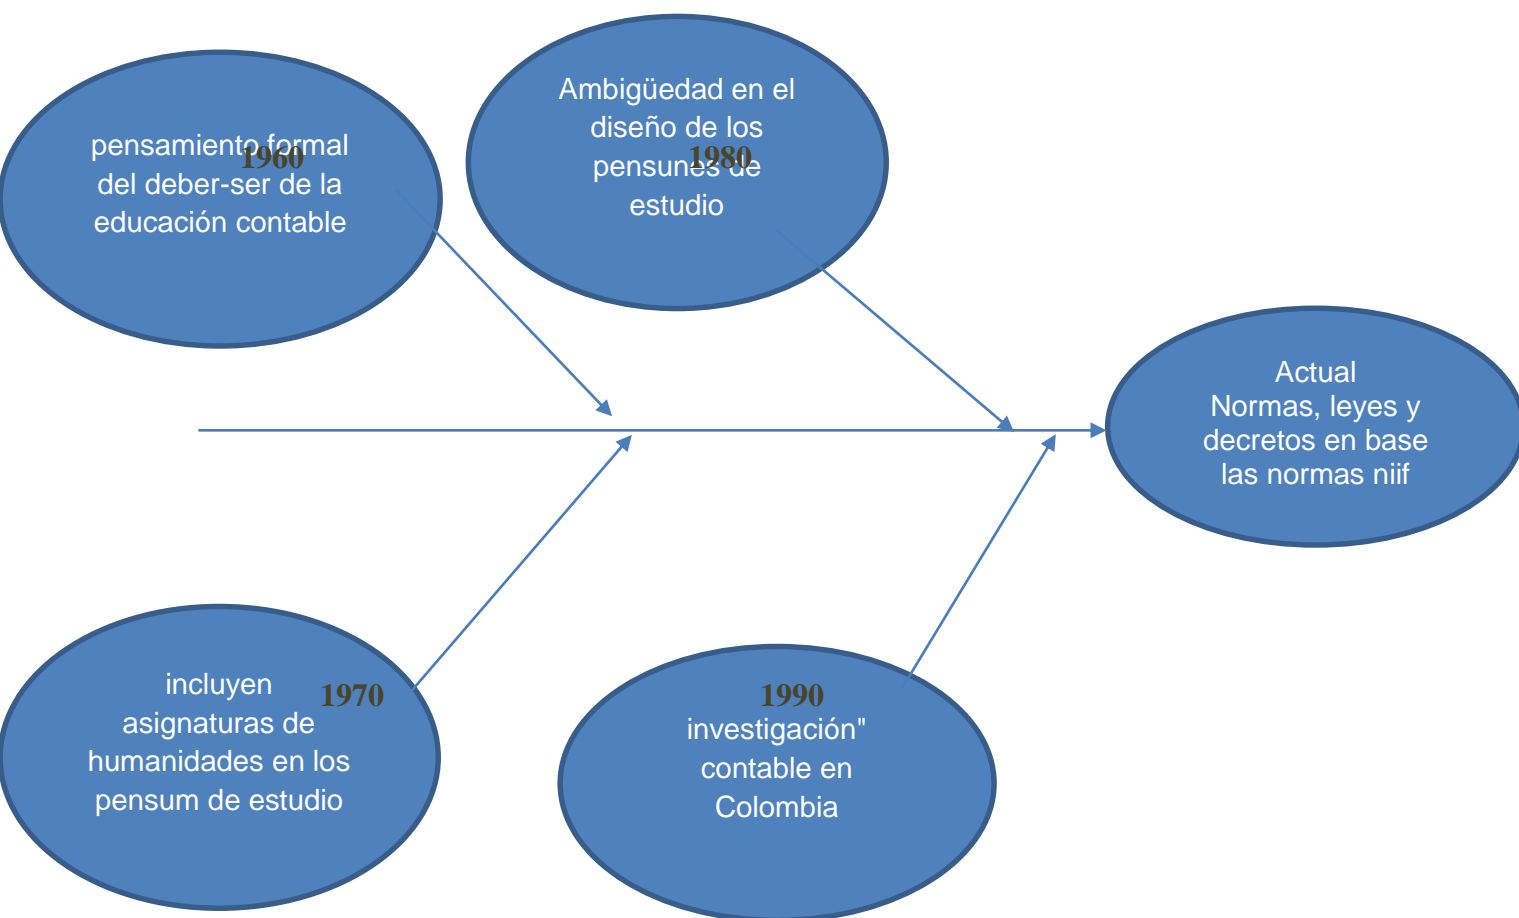 pensamiento formal
1960
del deber-ser de la
educación contable
Ambigüedad en el
diseño de los
1980
pensunes de
estudio
Actual
Normas, leyes y
decretos en base
las normas niif
incluyen
1970
asignaturas de
humanidades en los
pensum de estudio
1990
investigación"
contable en
Colombia